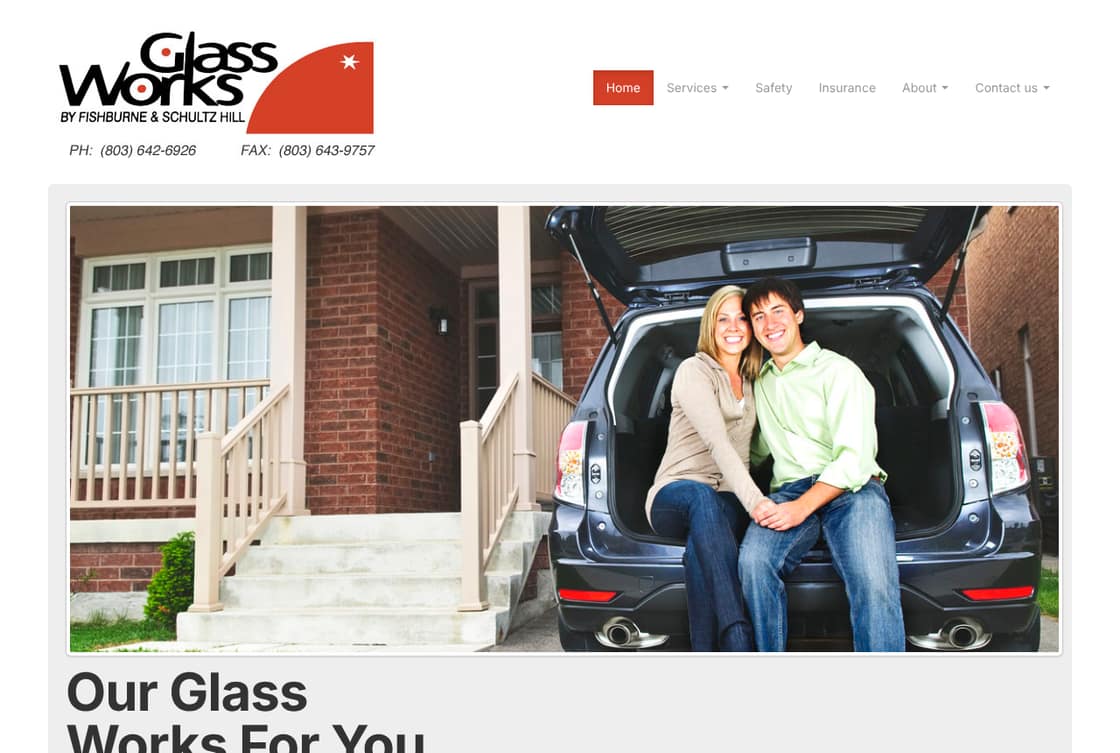 Glass
Works
BY FISHBURNE & SCHULTZ HILL
PH: (803) 642-6926 FAX: (803) 643-9757
Home Services Safety Insurance About Contact us
Our Glass
Works For You